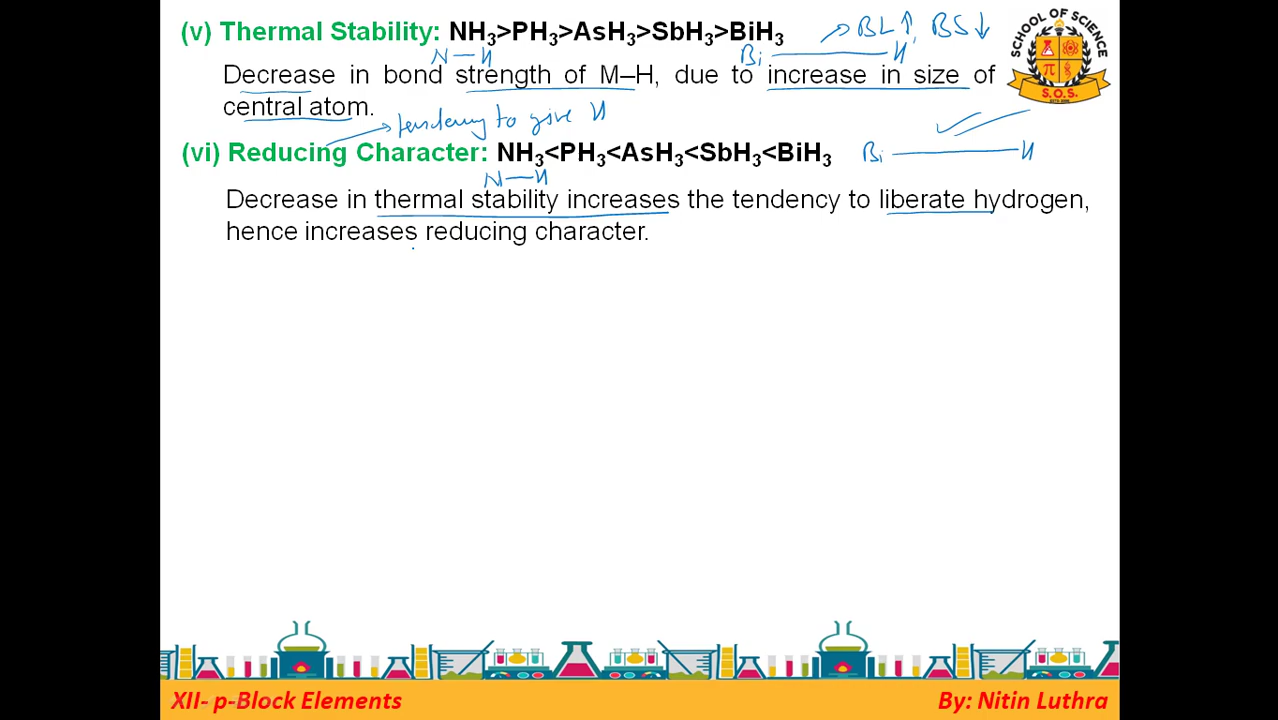 (v) Thermal Stability: NH₃>PH₃>AsH₃>SbH₃>BiH₃ BL↑, BS↓
N—H Bi—H
Decrease in bond strength of M–H, due to increase in size of
central atom.
tendency to give H
(vi) Reducing Character: NH₃<PH₃<AsH₃<SbH₃<BiH₃ Bi—H
N—H
Decrease in thermal stability increases the tendency to liberate hydrogen,
hence increases reducing character.
SCHOOL OF SCIENCE
S.O.S.
XII- p-Block Elements
By: Nitin Luthra